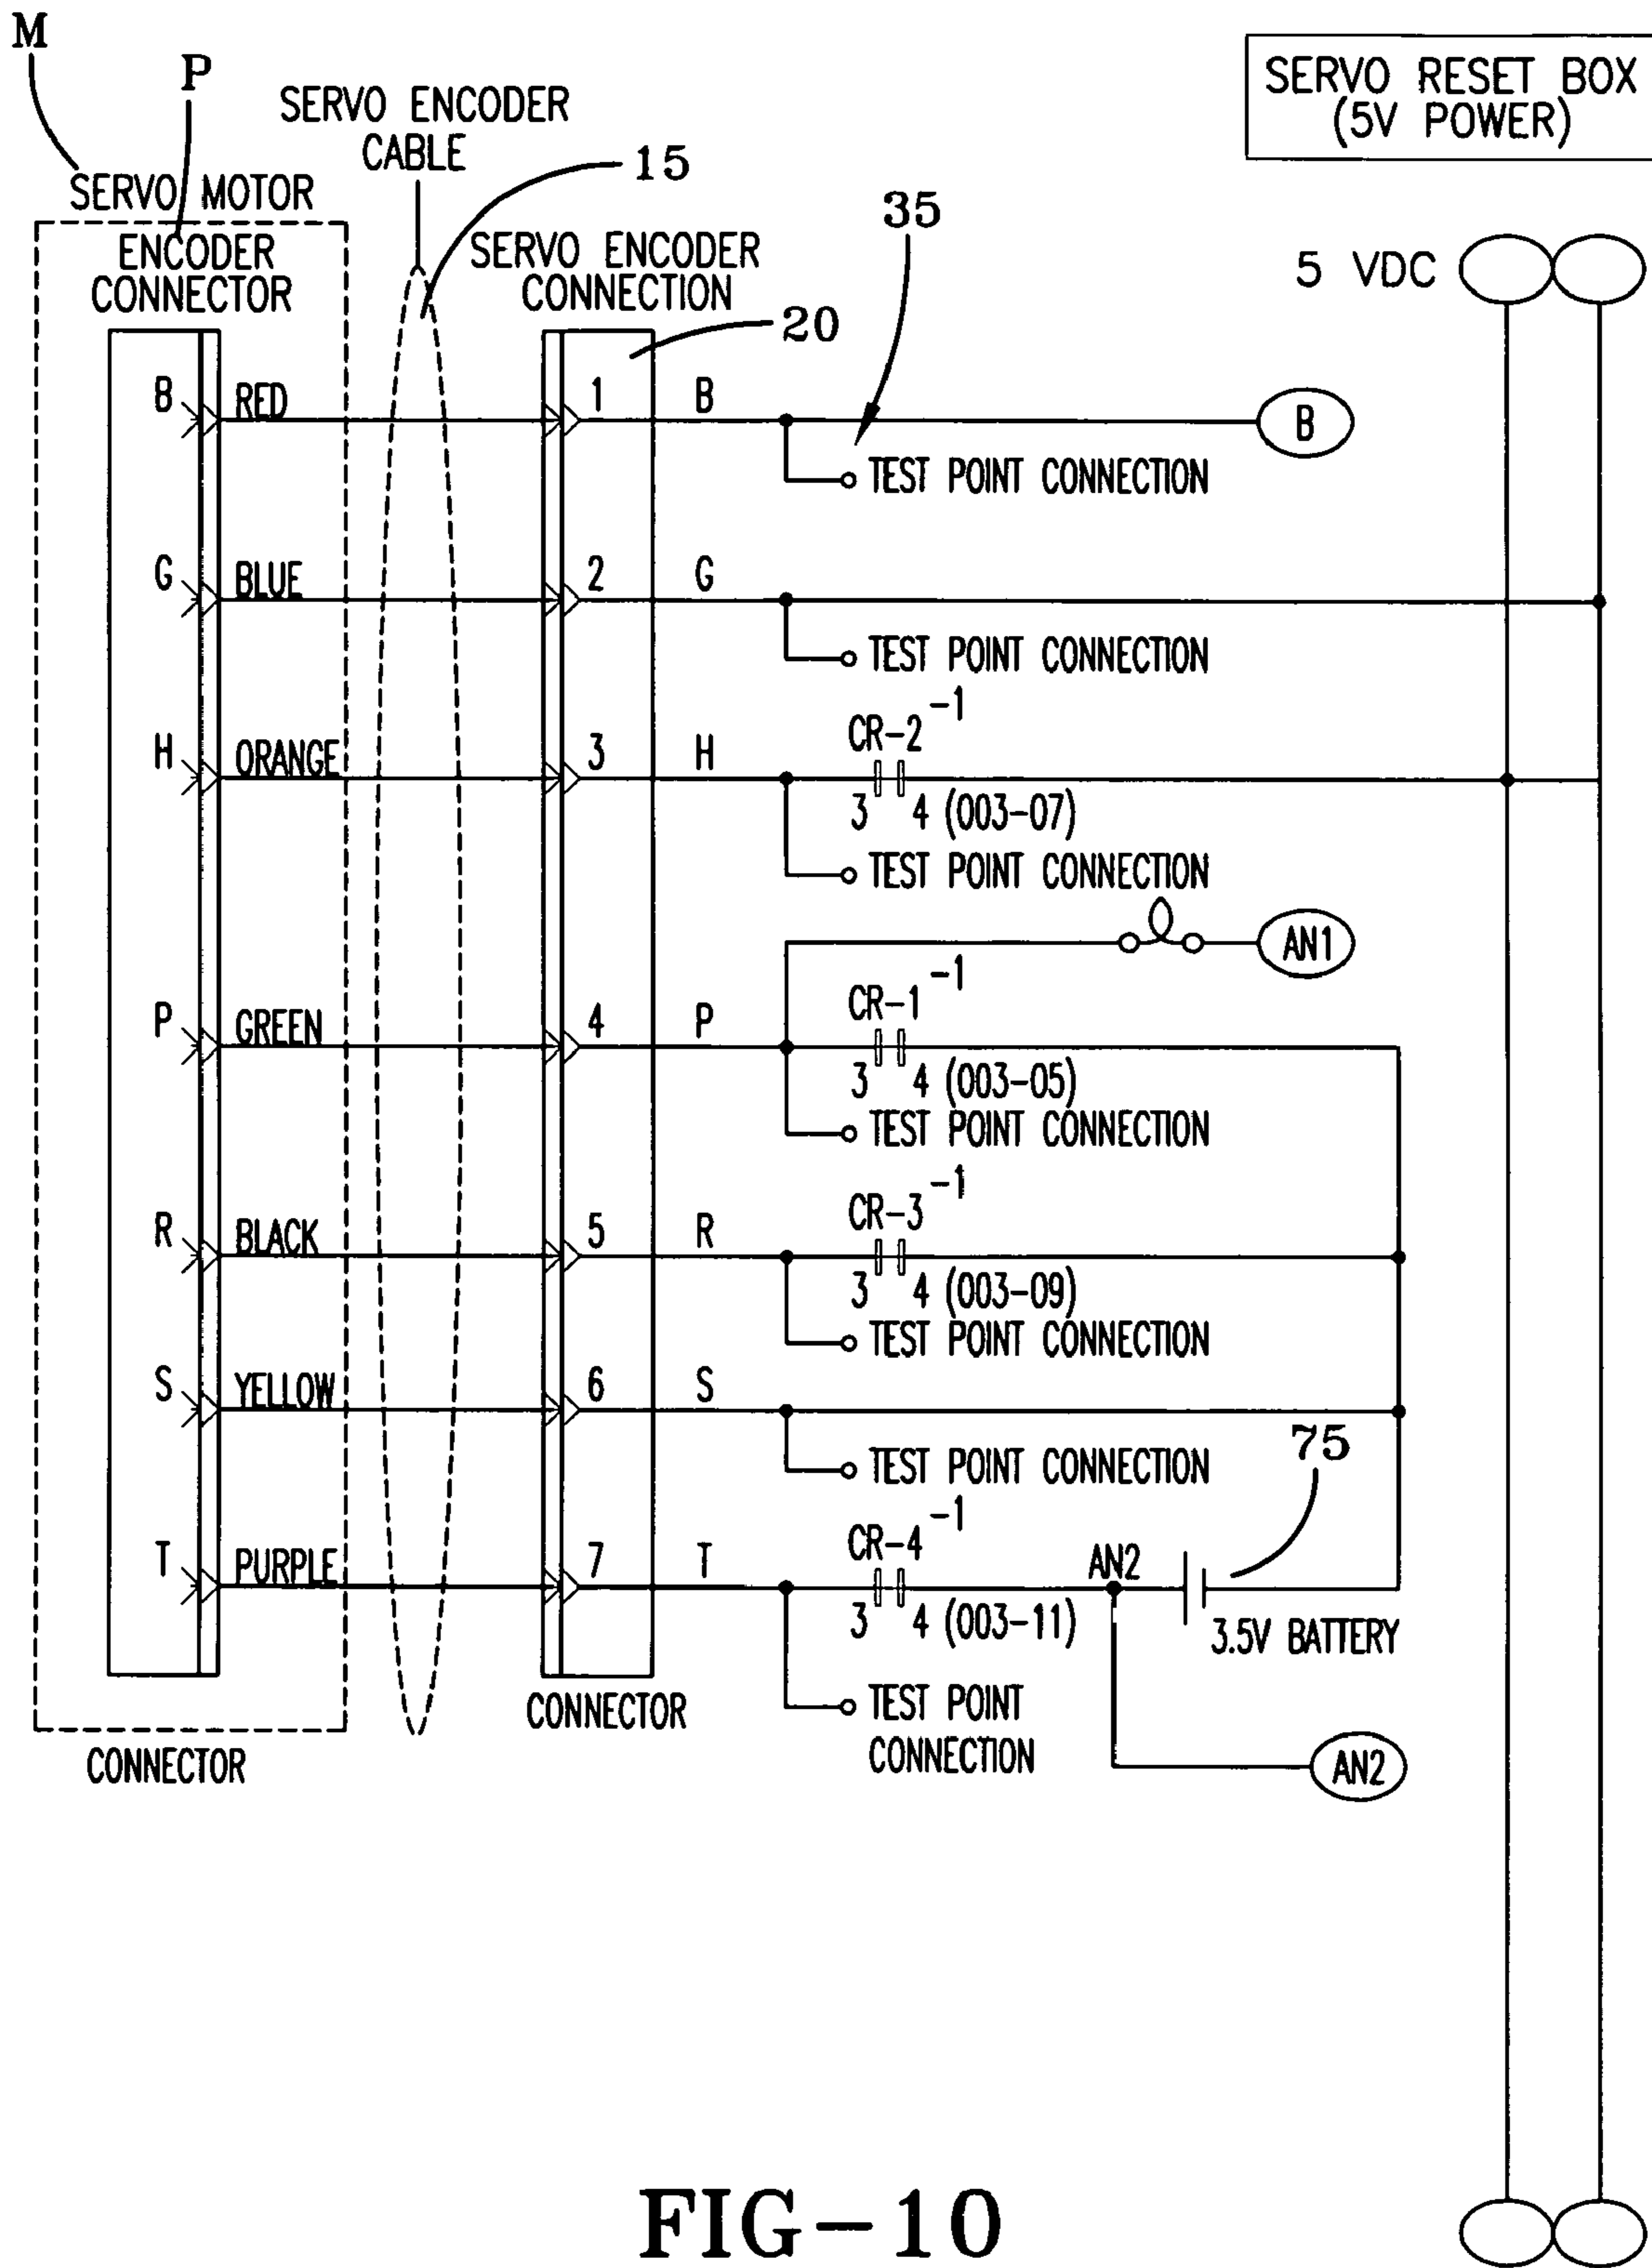 M
P
SERVO ENCODER
CABLE
15
SERVO RESET BOX
(5V POWER)
SERVO MOTOR
ENCODER
CONNECTOR
SERVO ENCODER
CONNECTION
35
20
5 VDC
8 RED 1 B B
TEST POINT CONNECTION
G BLUE 2 G
TEST POINT CONNECTION
CR-2 -1
H ORANGE 3 H
3 4 (003-07)
TEST POINT CONNECTION
AN1
CR-1 -1
P GREEN 4 P
3 4 (003-05)
TEST POINT CONNECTION
CR-3 -1
R BLACK 5 R
3 4 (003-09)
TEST POINT CONNECTION
S YELLOW 6 S
75
TEST POINT CONNECTION
CR-4 -1
T PURPLE 7 T AN2
3 4 (003-11)
3.5V BATTERY
TEST POINT
CONNECTION
CONNECTOR
CONNECTOR
AN2
FIG-10